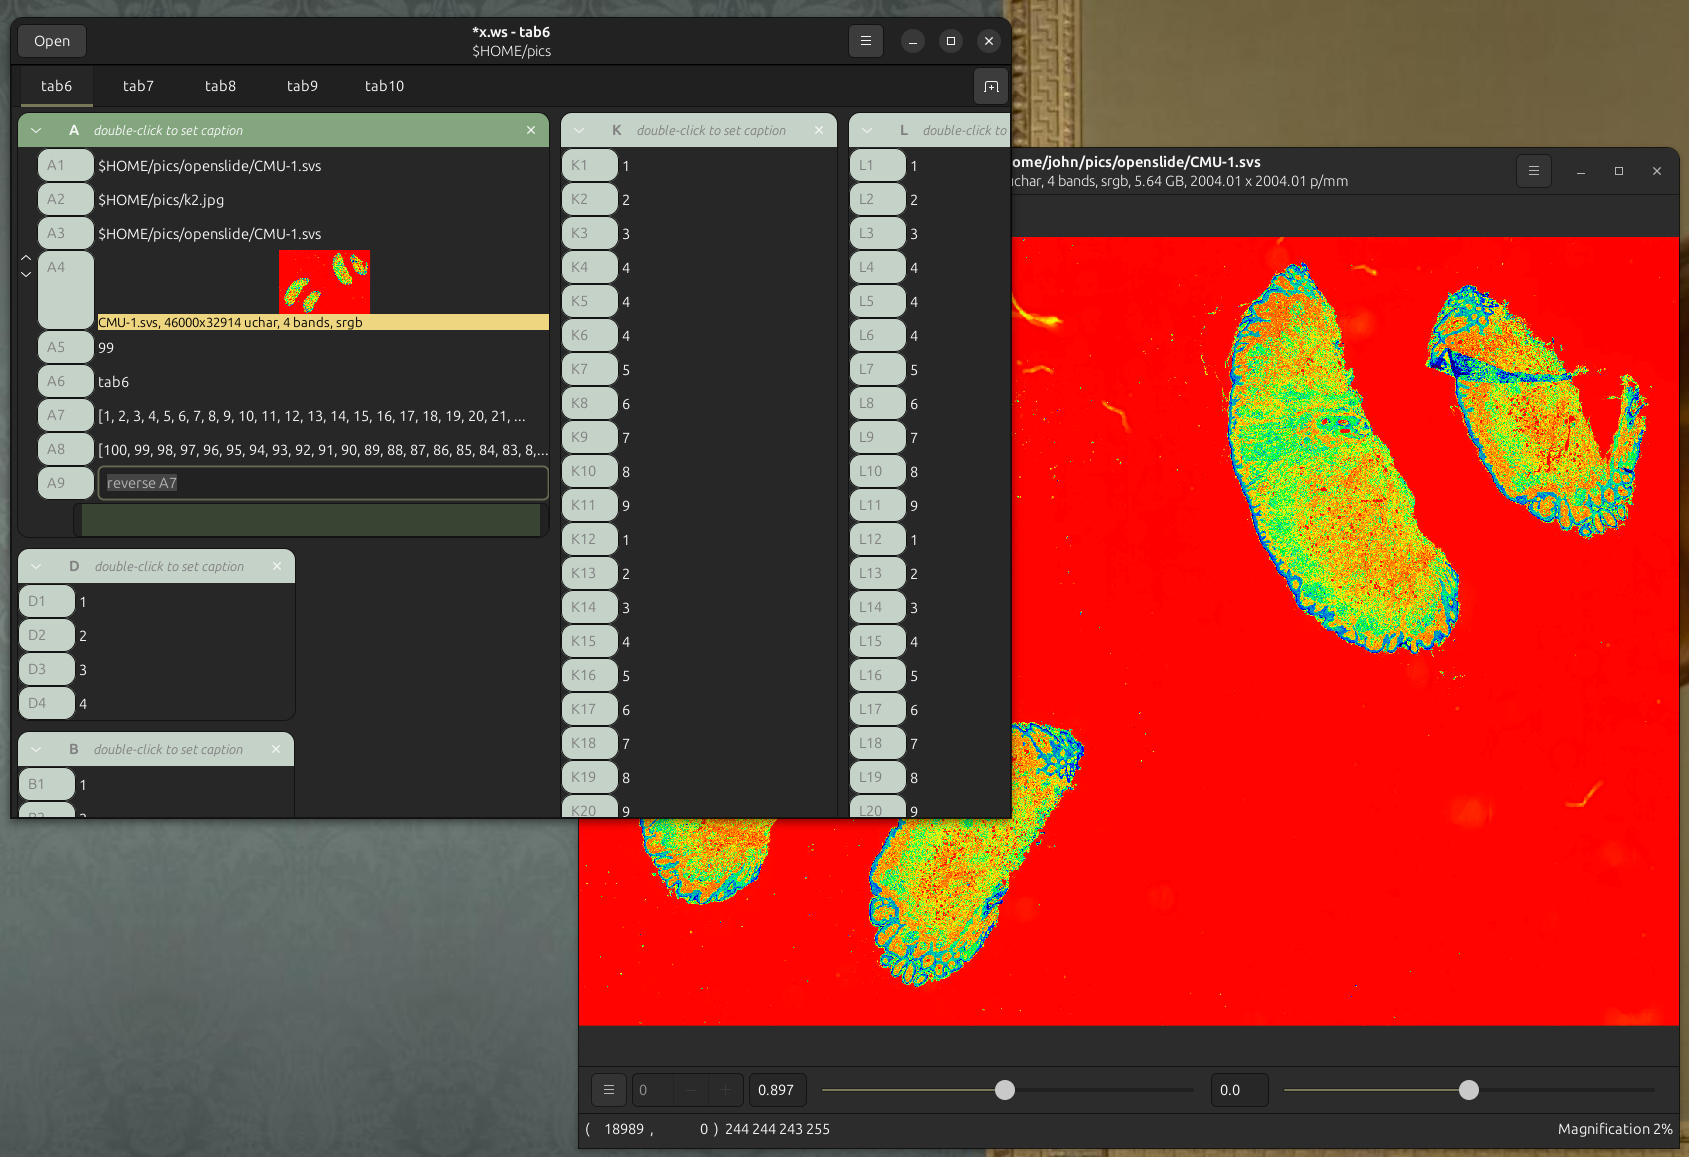 Open
*x.ws - tab6
$HOME/pics
tab6 tab7 tab8 tab9 tab10
A double-click to set caption
A1 $HOME/pics/openslide/CMU-1.svs
A2 $HOME/pics/k2.jpg
A3 $HOME/pics/openslide/CMU-1.svs
A4
CMU-1.svs, 46000x32914 uchar, 4 bands, srgb
A5 99
A6 tab6
A7 [1, 2, 3, 4, 5, 6, 7, 8, 9, 10, 11, 12, 13, 14, 15, 16, 17, 18, 19, 20, 21, ...
A8 [100, 99, 98, 97, 96, 95, 94, 93, 92, 91, 90, 89, 88, 87, 86, 85, 84, 83, 8,...
A9 reverse A7
D double-click to set caption
D1 1
D2 2
D3 3
D4 4
B double-click to set caption
B1 1
B2 2
K double-click to set caption
K1 1
K2 2
K3 3
K4 4
K5 4
K6 4
K7 5
K8 6
K9 7
K10 8
K11 9
K12 1
K13 2
K14 3
K15 4
K16 5
K17 6
K18 7
K19 8
K20 9
L double-click to
L1 1
L2 2
L3 3
L4 4
L5 4
L6 4
L7 5
L8 6
L9 7
L10 8
L11 9
L12 1
L13 2
L14 3
L15 4
L16 5
L17 6
L18 7
L19 8
L20 9
ome/john/pics/openslide/CMU-1.svs
uchar, 4 bands, srgb, 5.64 GB, 2004.01 x 2004.01 p/mm
0 0.897 0.0
( 18989 , 0 ) 244 244 243 255
Magnification 2%